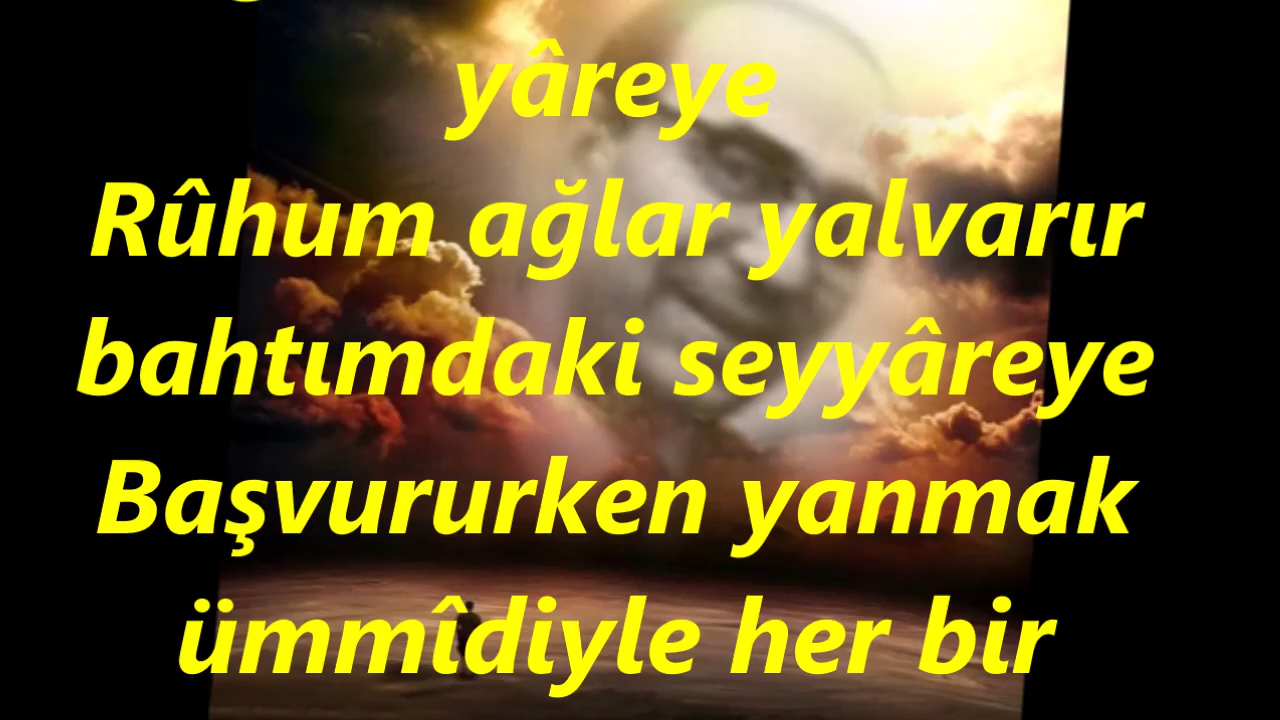 yâreye
Rûhum ağlar yalvarır
bahtımdaki seyyâreye
Başvururken yanmak
ümmîdiyle her bir